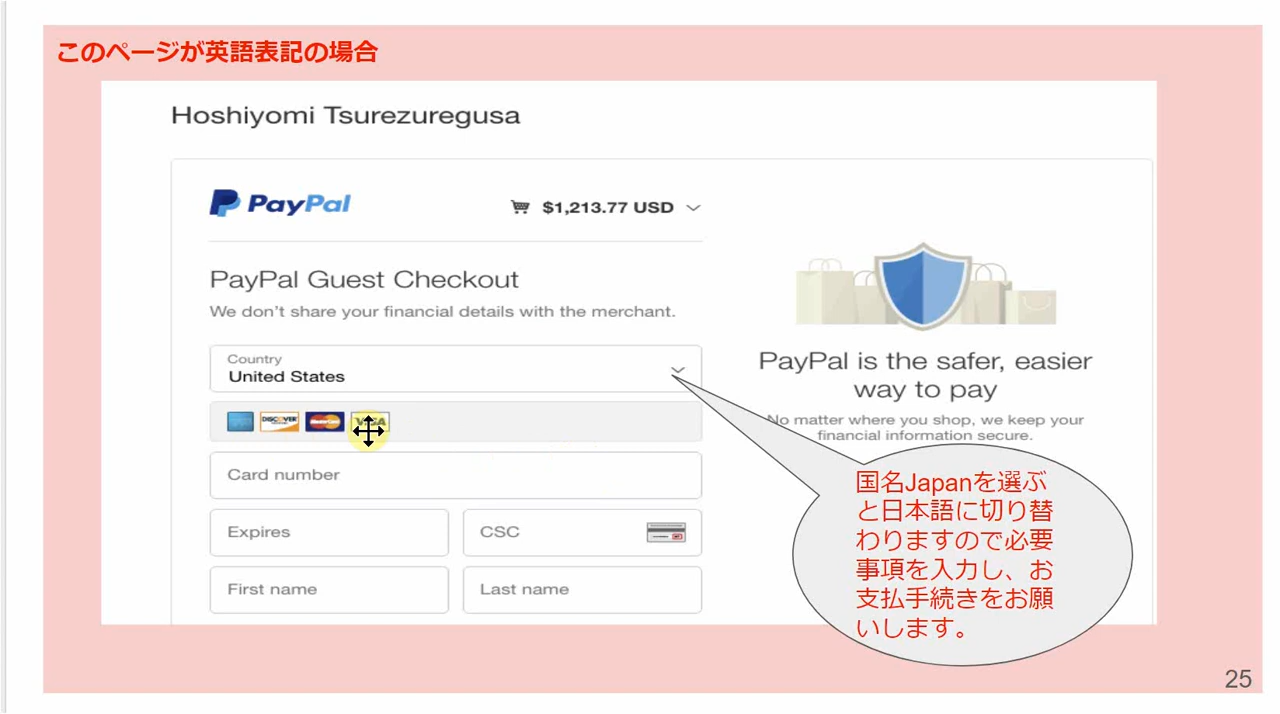 このページが英語表記の場合
Hoshiyomi Tsurezuregusa
PayPal
$1,213.77 USD
PayPal Guest Checkout
We don't share your financial details with the merchant.
Country
United States
DISCOVER MasterCard VISA
Card number
Expires
CSC
First name
Last name
PayPal is the safer, easier
way to pay
No matter where you shop, we keep your
financial information secure.
国名Japanを選ぶ
と日本語に切り替
わりますので必要
事項を入力し、お
支払手続きをお願
いします。
25